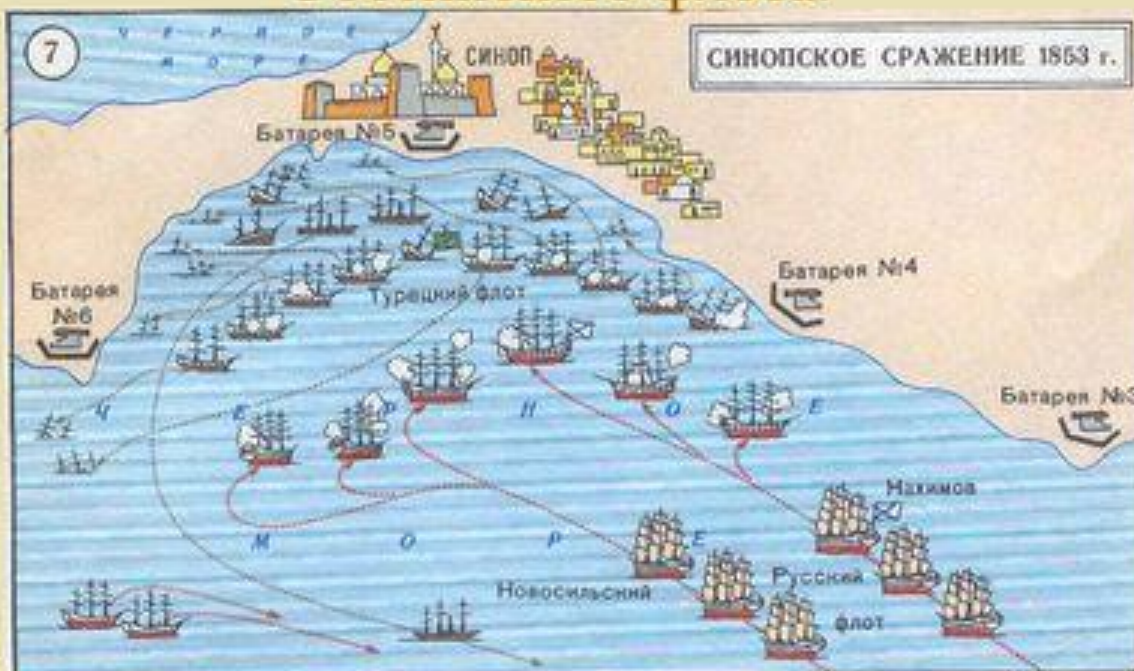 7
ЧЕРНОЕ
МОРЕ
СИНОП
СИНОПСКОЕ СРАЖЕНИЕ 1853 г.
Батарея №5
Батарея
№6
Турецкий флот
Батарея №4
Батарея №3
Ч Е Р Н О Е
М О Р Е
Нахимов
Новосильский
Русский
флот